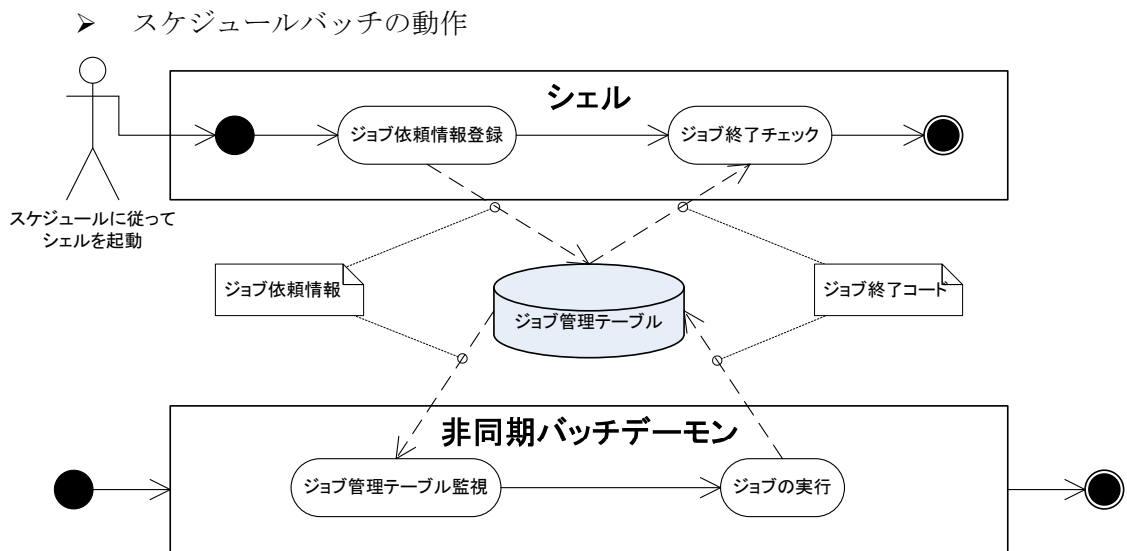 ➢ スケジュールバッチの動作
シェル
ジョブ依頼情報登録
ジョブ終了チェック
スケジュールに従って
シェルを起動
ジョブ依頼情報
ジョブ管理テーブル
ジョブ終了コード
非同期バッチデーモン
ジョブ管理テーブル監視
ジョブの実行